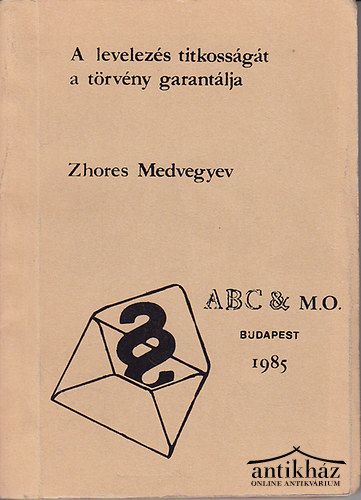 A levelezés titkosságát
a törvény garantálja
Zhores Medvegyev
ABC & M.O.
BUDAPEST
1985
§
antikház
ONLINE ANTIKVÁRIUM